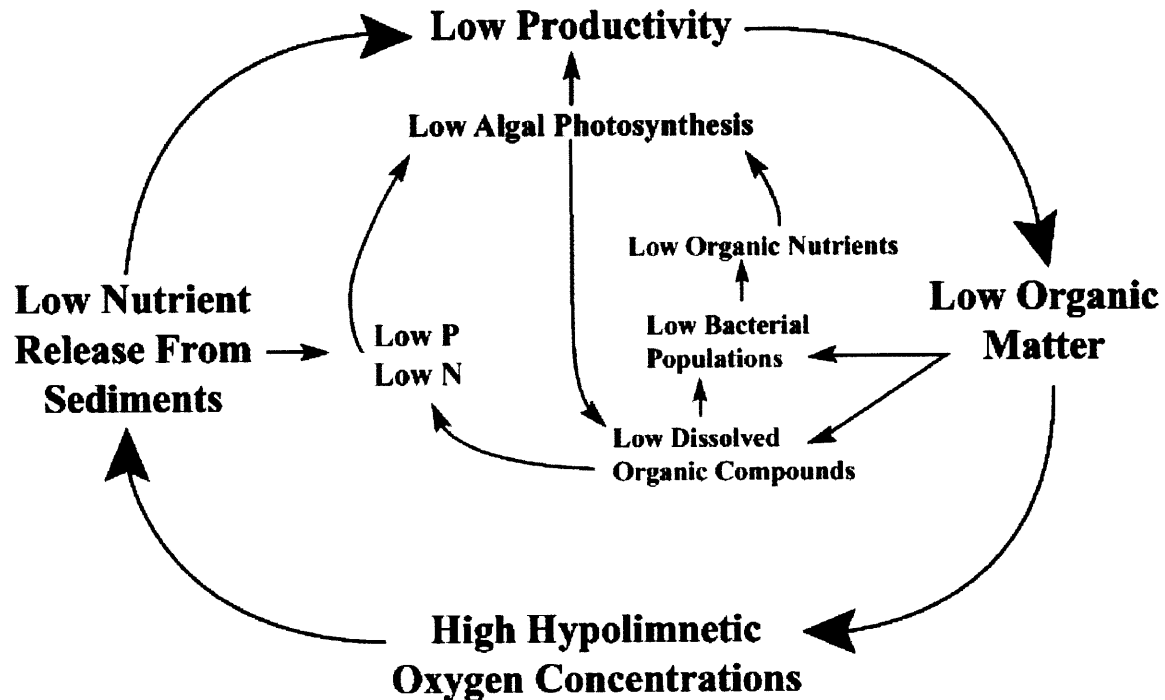 Low Productivity
Low Algal Photosynthesis
Low Organic Nutrients
Low Nutrient
Release From
Sediments
Low P
Low N
Low Bacterial
Populations
Low Organic
Matter
Low Dissolved
Organic Compounds
High Hypolimnetic
Oxygen Concentrations